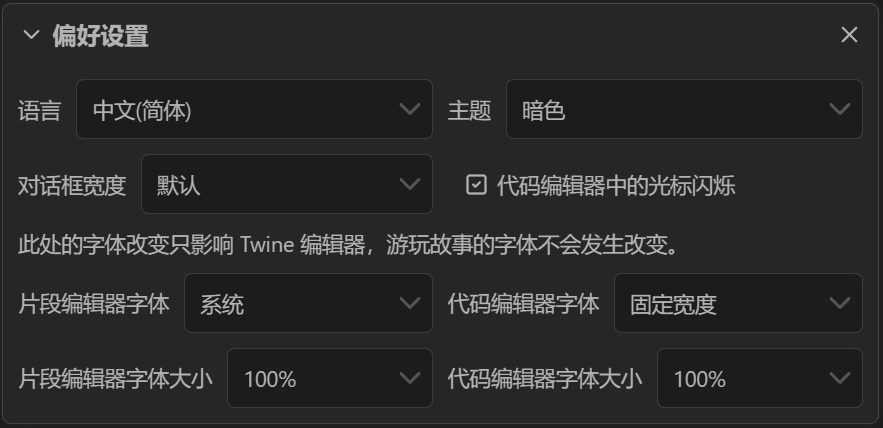 偏好设置
语言 中文(简体) 主题 暗色
对话框宽度 默认 代码编辑器中的光标闪烁
此处的字体改变只影响 Twine 编辑器，游玩故事的字体不会发生改变。
片段编辑器字体 系统 代码编辑器字体 固定宽度
片段编辑器字体大小 100% 代码编辑器字体大小 100%